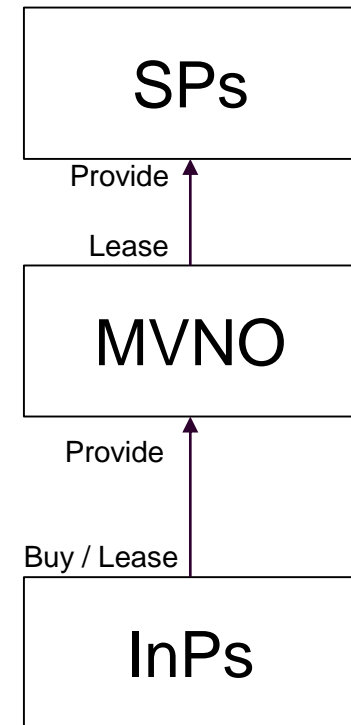 SPs
Provide
Lease
MVNO
Provide
Buy / Lease
InPs